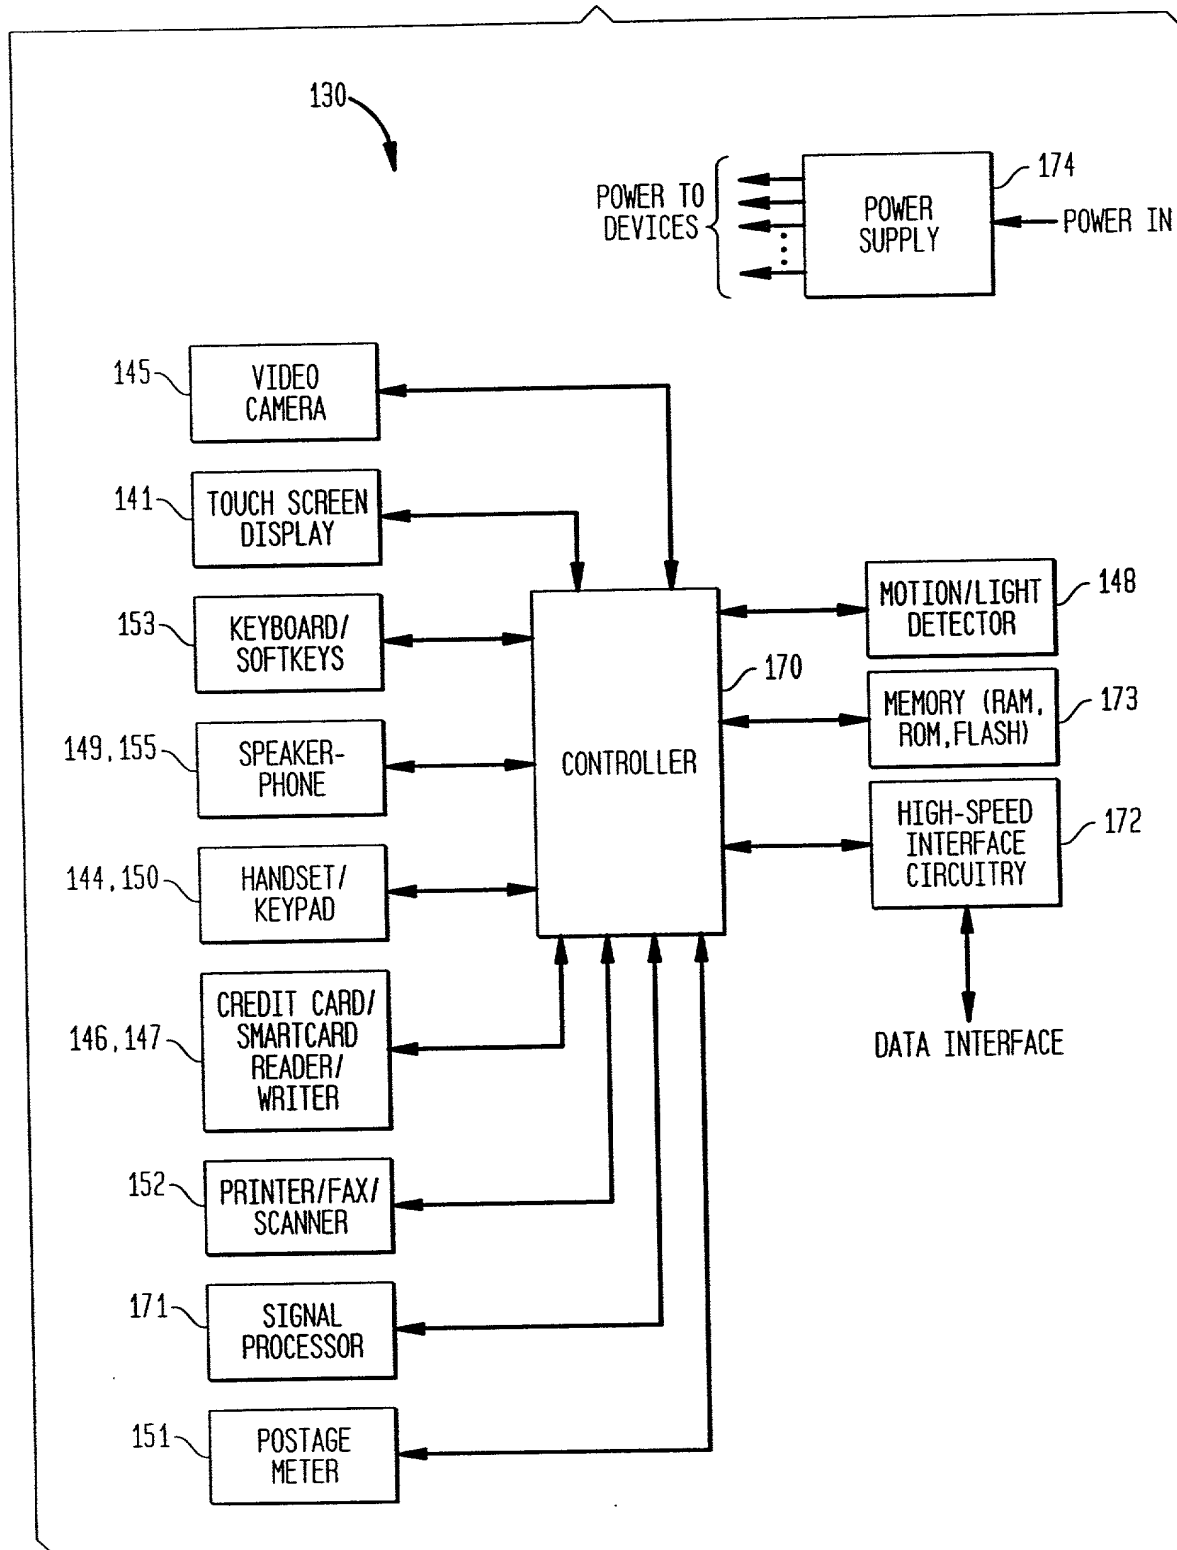 130
174
POWER TO
DEVICES
POWER
SUPPLY
POWER IN
145
VIDEO
CAMERA
141
TOUCH SCREEN
DISPLAY
153
KEYBOARD/
SOFTKEYS
149,155
SPEAKER-
PHONE
144,150
HANDSET/
KEYPAD
146,147
CREDIT CARD/
SMARTCARD
READER/
WRITER
152
PRINTER/FAX/
SCANNER
171
SIGNAL
PROCESSOR
151
POSTAGE
METER
CONTROLLER
170
MOTION/LIGHT
DETECTOR
148
MEMORY (RAM,
ROM,FLASH)
173
HIGH-SPEED
INTERFACE
CIRCUITRY
172
DATA INTERFACE